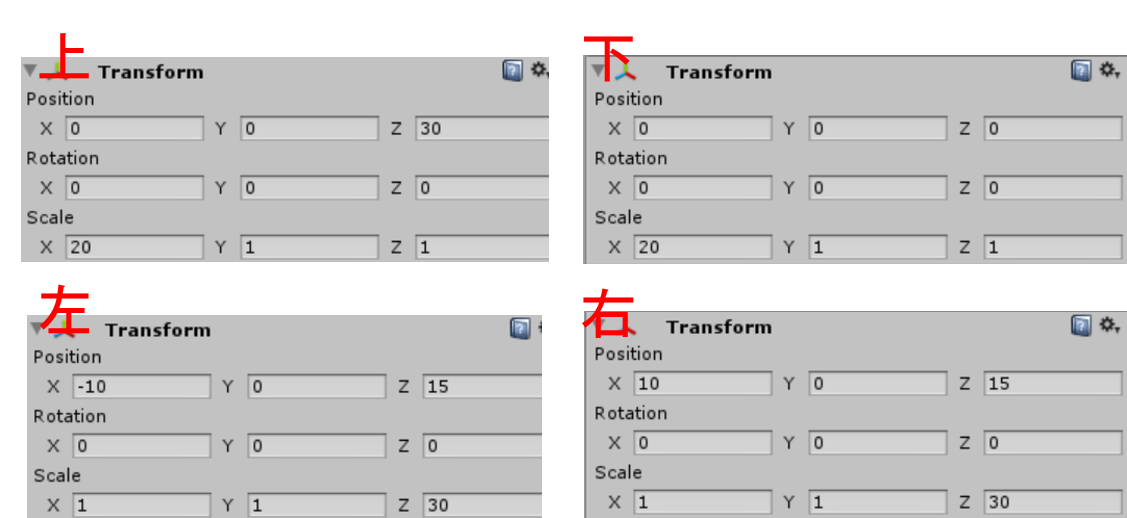 上 下
Transform Transform
Position Position
X 0 Y 0 Z 30 X 0 Y 0 Z 0
Rotation Rotation
X 0 Y 0 Z 0 X 0 Y 0 Z 0
Scale Scale
X 20 Y 1 Z 1 X 20 Y 1 Z 1
左 右
Transform Transform
Position Position
X -10 Y 0 Z 15 X 10 Y 0 Z 15
Rotation Rotation
X 0 Y 0 Z 0 X 0 Y 0 Z 0
Scale Scale
X 1 Y 1 Z 30 X 1 Y 1 Z 30